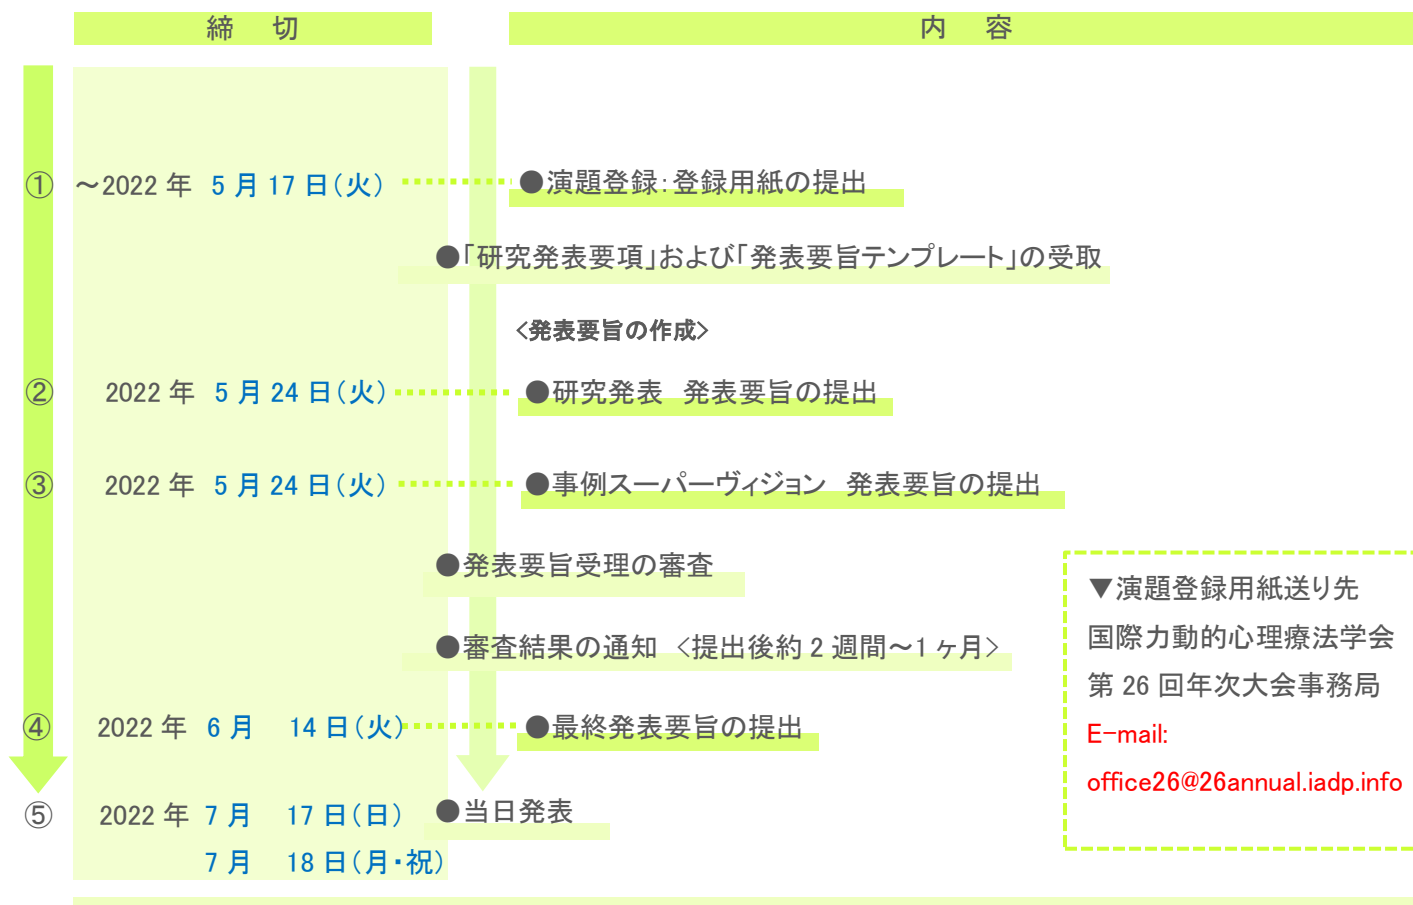 締　切
内　容
① ～2022 年 5 月 17 日(火) ●演題登録：登録用紙の提出
●「研究発表要項」および「発表要旨テンプレート」の受取
<発表要旨の作成>
② 2022 年 5 月 24 日(火) ●研究発表　発表要旨の提出
③ 2022 年 5 月 24 日(火) ●事例スーパーヴィジョン　発表要旨の提出
●発表要旨受理の審査
●審査結果の通知 <提出後約 2 週間～1 ヶ月>
④ 2022 年 6 月 14 日(火) ●最終発表要旨の提出
⑤ 2022 年 7 月 17 日(日) ●当日発表
7 月 18 日(月・祝)
▼演題登録用紙送り先
国際力動的心理療法学会
第 26 回年次大会事務局
E-mail:
office26@26annual.iadp.info